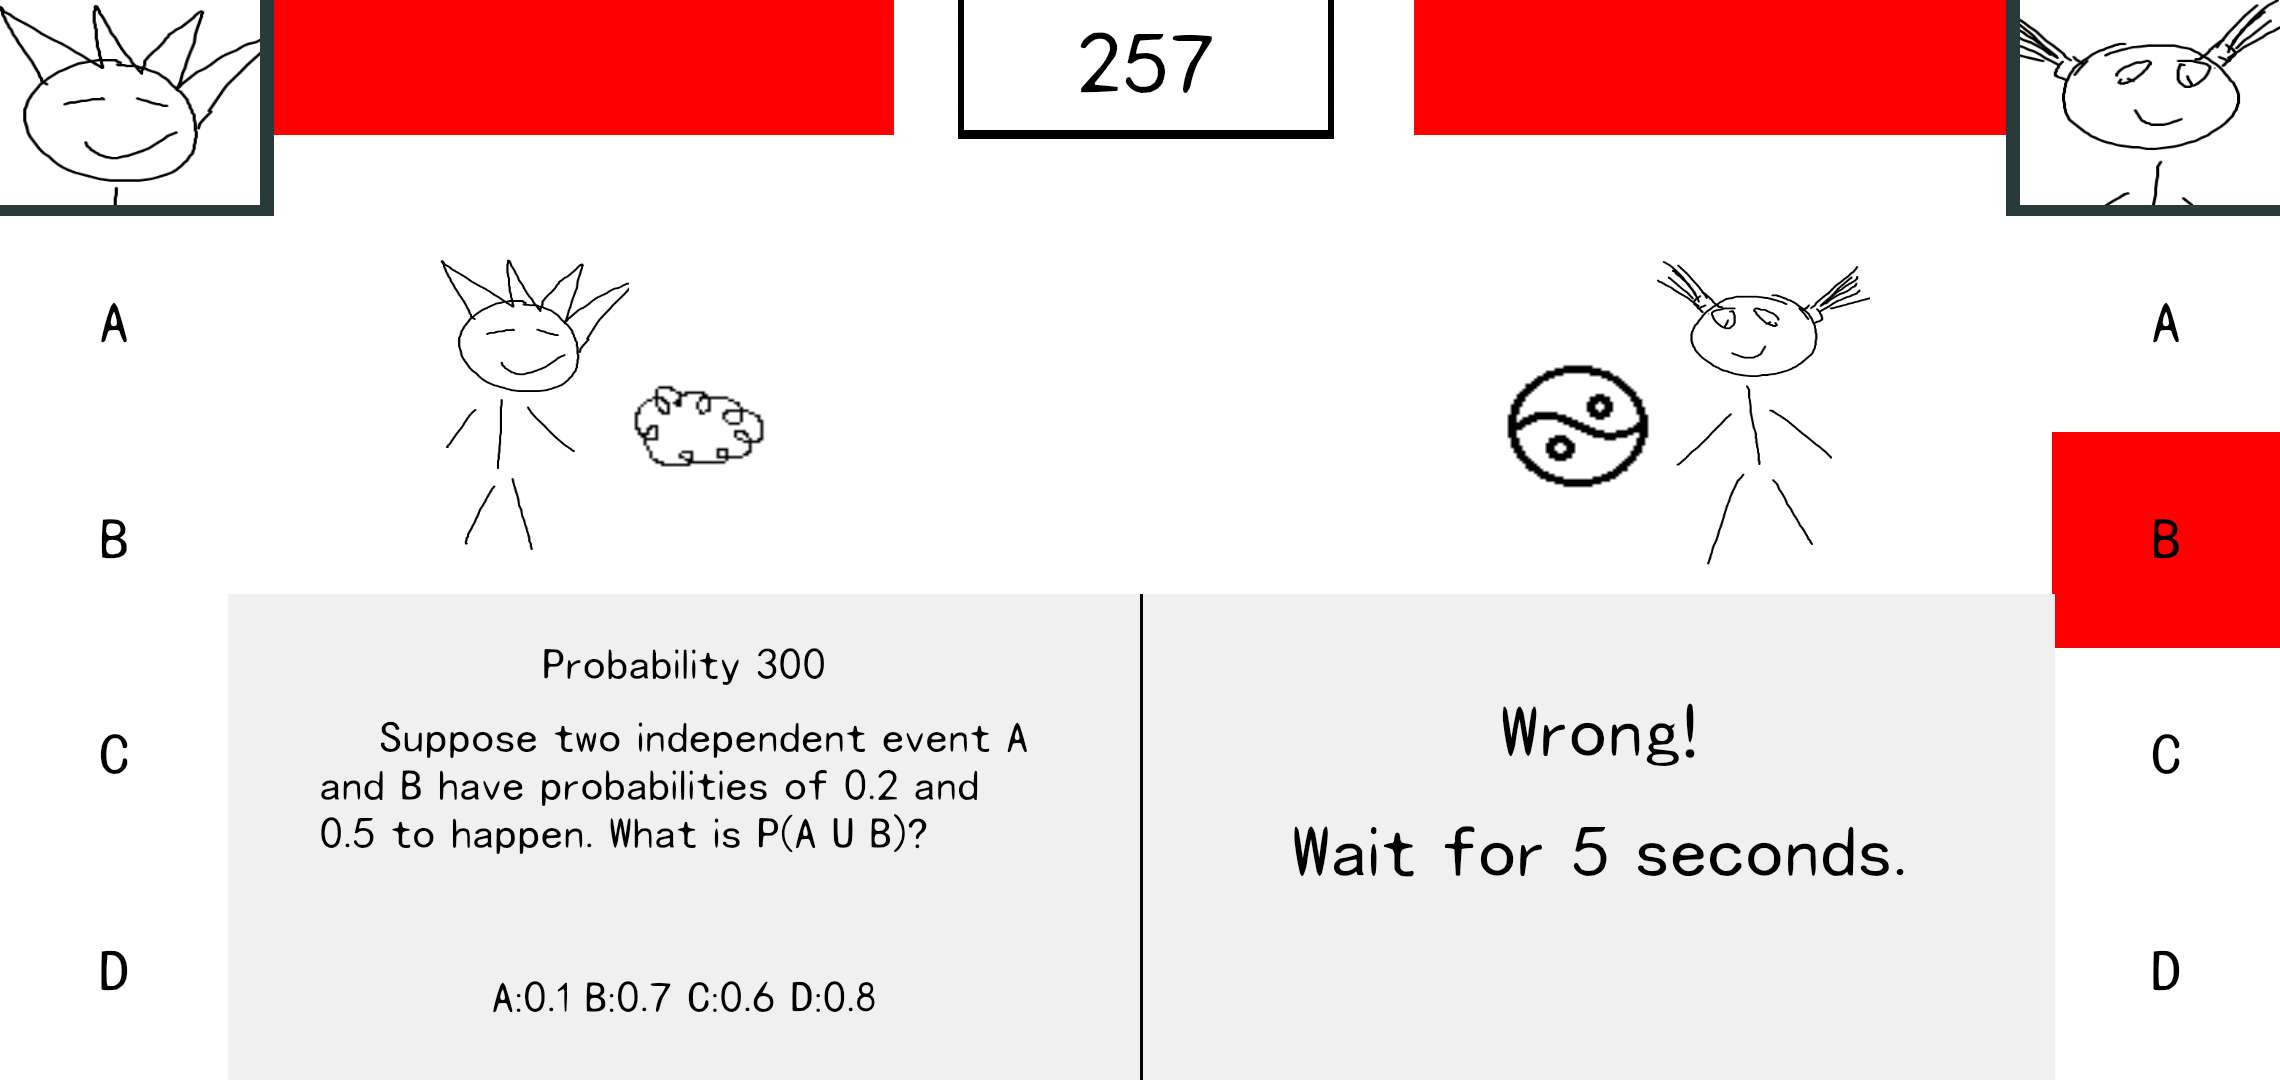 257
A
B
C
D
Probability 300
Suppose two independent event A
and B have probabilities of 0.2 and
0.5 to happen. What is P(A U B)?
A:0.1 B:0.7 C:0.6 D:0.8
Wrong!
Wait for 5 seconds.
A
B
C
D